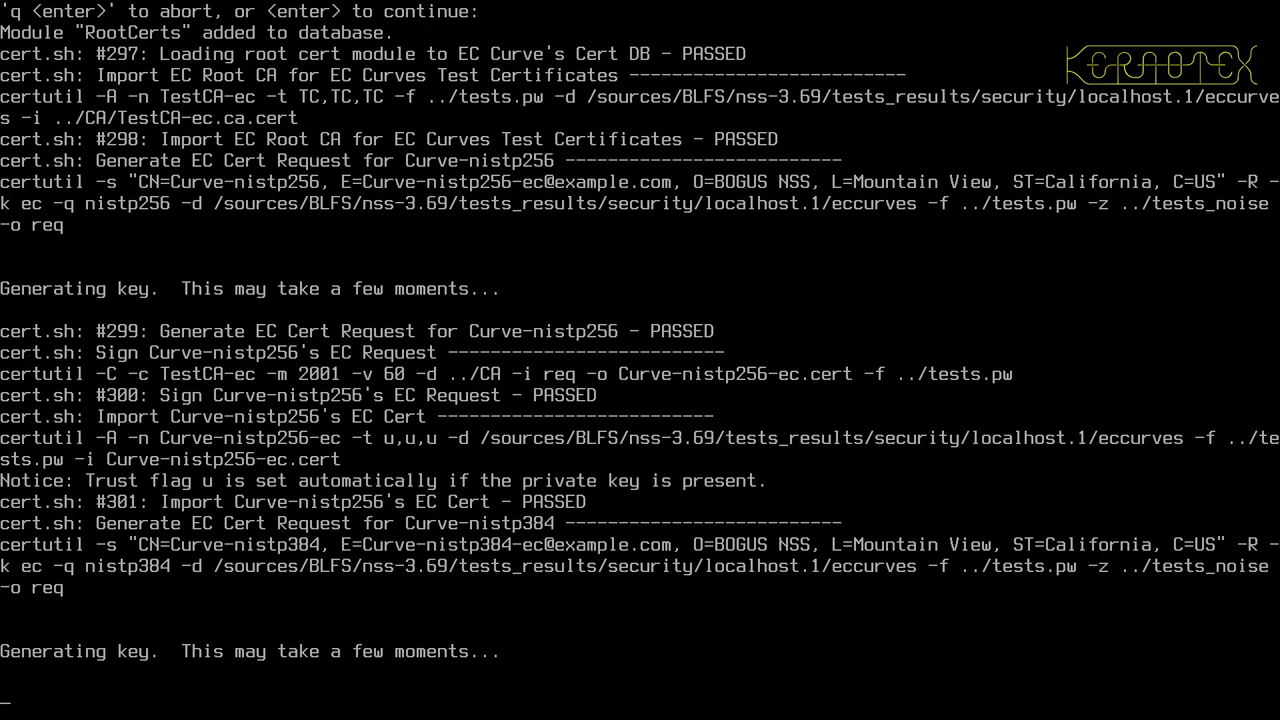 'q <enter>' to abort, or <enter> to continue:
Module "RootCerts" added to database.
cert.sh: #297: Loading root cert module to EC Curve's Cert DB - PASSED
KERAOTEX
cert.sh: Import EC Root CA for EC Curves Test Certificates --------------------------
certutil -A -n TestCA-ec -t TC,TC,TC -f ../tests.pw -d /sources/BLFS/nss-3.69/tests_results/security/localhost.1/eccurve
s -i ../CA/TestCA-ec.ca.cert
cert.sh: #298: Import EC Root CA for EC Curves Test Certificates - PASSED
cert.sh: Generate EC Cert Request for Curve-nistp256 --------------------------
certutil -s "CN=Curve-nistp256, E=Curve-nistp256-ec@example.com, O=BOGUS NSS, L=Mountain View, ST=California, C=US" -R -
k ec -q nistp256 -d /sources/BLFS/nss-3.69/tests_results/security/localhost.1/eccurves -f ../tests.pw -z ../tests_noise
-o req
Generating key.  This may take a few moments...
cert.sh: #299: Generate EC Cert Request for Curve-nistp256 - PASSED
cert.sh: Sign Curve-nistp256's EC Request --------------------------
certutil -C -c TestCA-ec -m 2001 -v 60 -d ../CA -i req -o Curve-nistp256-ec.cert -f ../tests.pw
cert.sh: #300: Sign Curve-nistp256's EC Request - PASSED
cert.sh: Import Curve-nistp256's EC Cert --------------------------
certutil -A -n Curve-nistp256-ec -t u,u,u -d /sources/BLFS/nss-3.69/tests_results/security/localhost.1/eccurves -f ../te
sts.pw -i Curve-nistp256-ec.cert
Notice: Trust flag u is set automatically if the private key is present.
cert.sh: #301: Import Curve-nistp256's EC Cert - PASSED
cert.sh: Generate EC Cert Request for Curve-nistp384 --------------------------
certutil -s "CN=Curve-nistp384, E=Curve-nistp384-ec@example.com, O=BOGUS NSS, L=Mountain View, ST=California, C=US" -R -
k ec -q nistp384 -d /sources/BLFS/nss-3.69/tests_results/security/localhost.1/eccurves -f ../tests.pw -z ../tests_noise
-o req
Generating key.  This may take a few moments...
_